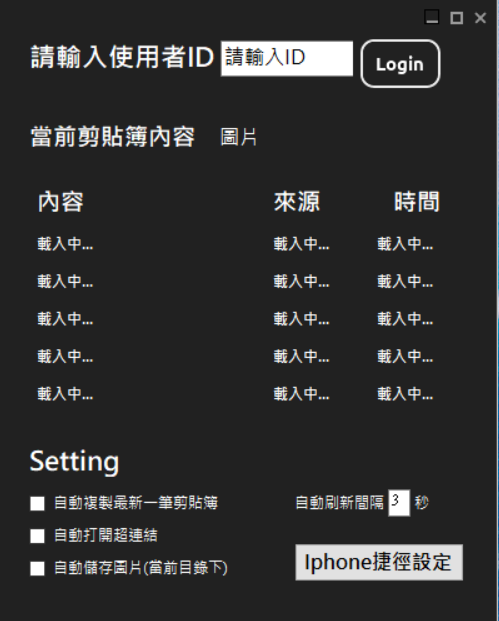 請輸入使用者ID 請輸入ID Login
當前剪貼簿內容 圖片
內容 來源 時間
載入中... 載入中... 載入中...
載入中... 載入中... 載入中...
載入中... 載入中... 載入中...
載入中... 載入中... 載入中...
載入中... 載入中... 載入中...
Setting
自動複製最新一筆剪貼簿 自動刷新間隔 3 秒
自動打開超連結
自動儲存圖片(當前目錄下) Iphone捷徑設定